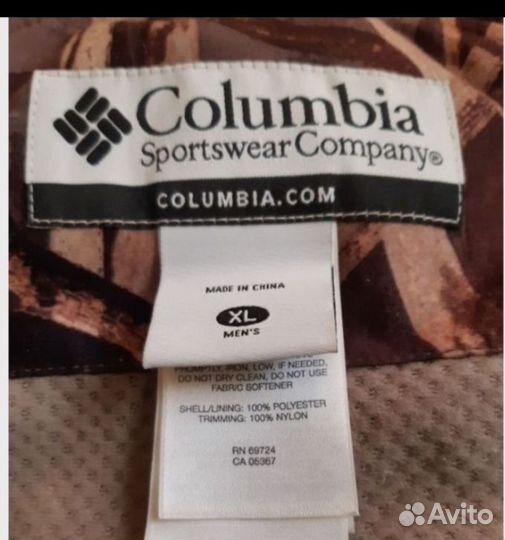 Columbia
Sportswear Company®
COLUMBIA.COM
MADE IN CHINA
XL
MEN'S
PROMPTLY, IRON, LOW, IF NEEDED,
DO NOT DRY CLEAN, DO NOT USE
FABRIC SOFTENER
SHELL/LINING: 100% POLYESTER
TRIMMING: 100% NYLON
RN 69724
CA 05367
Avito